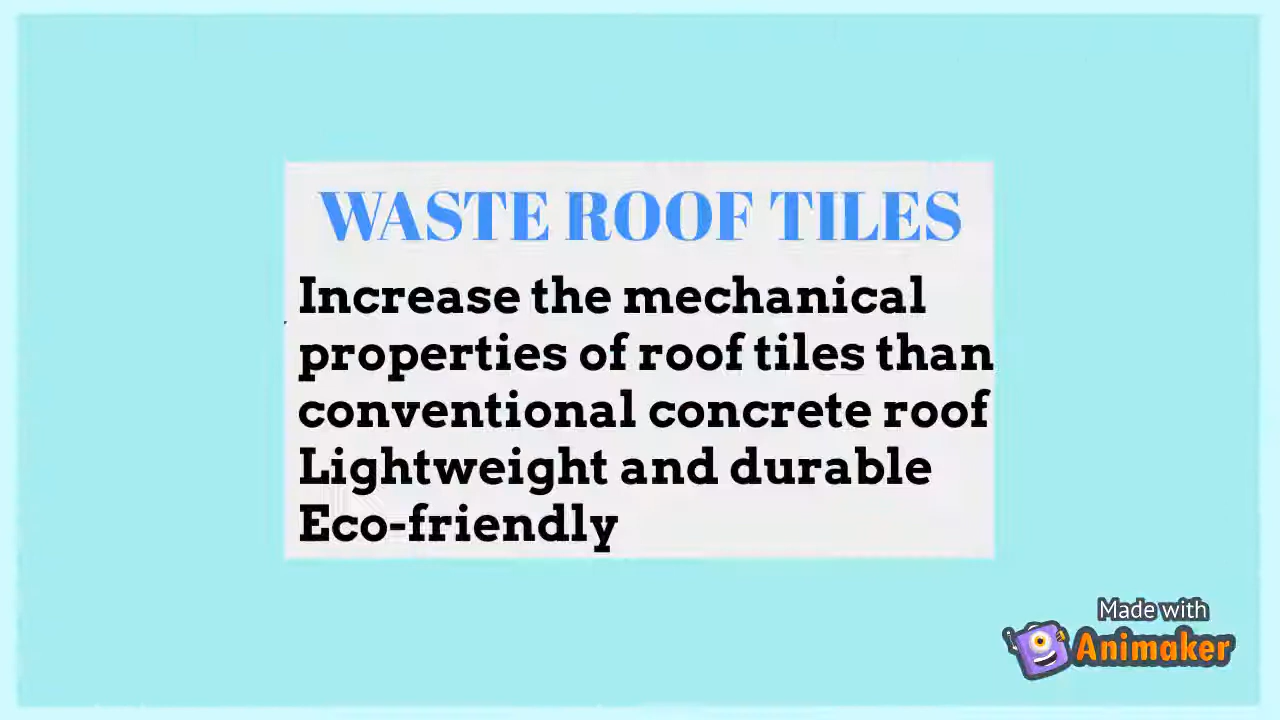 WASTE ROOF TILES
Increase the mechanical
properties of roof tiles than
conventional concrete roof
Lightweight and durable
Eco-friendly
Made with
Animaker